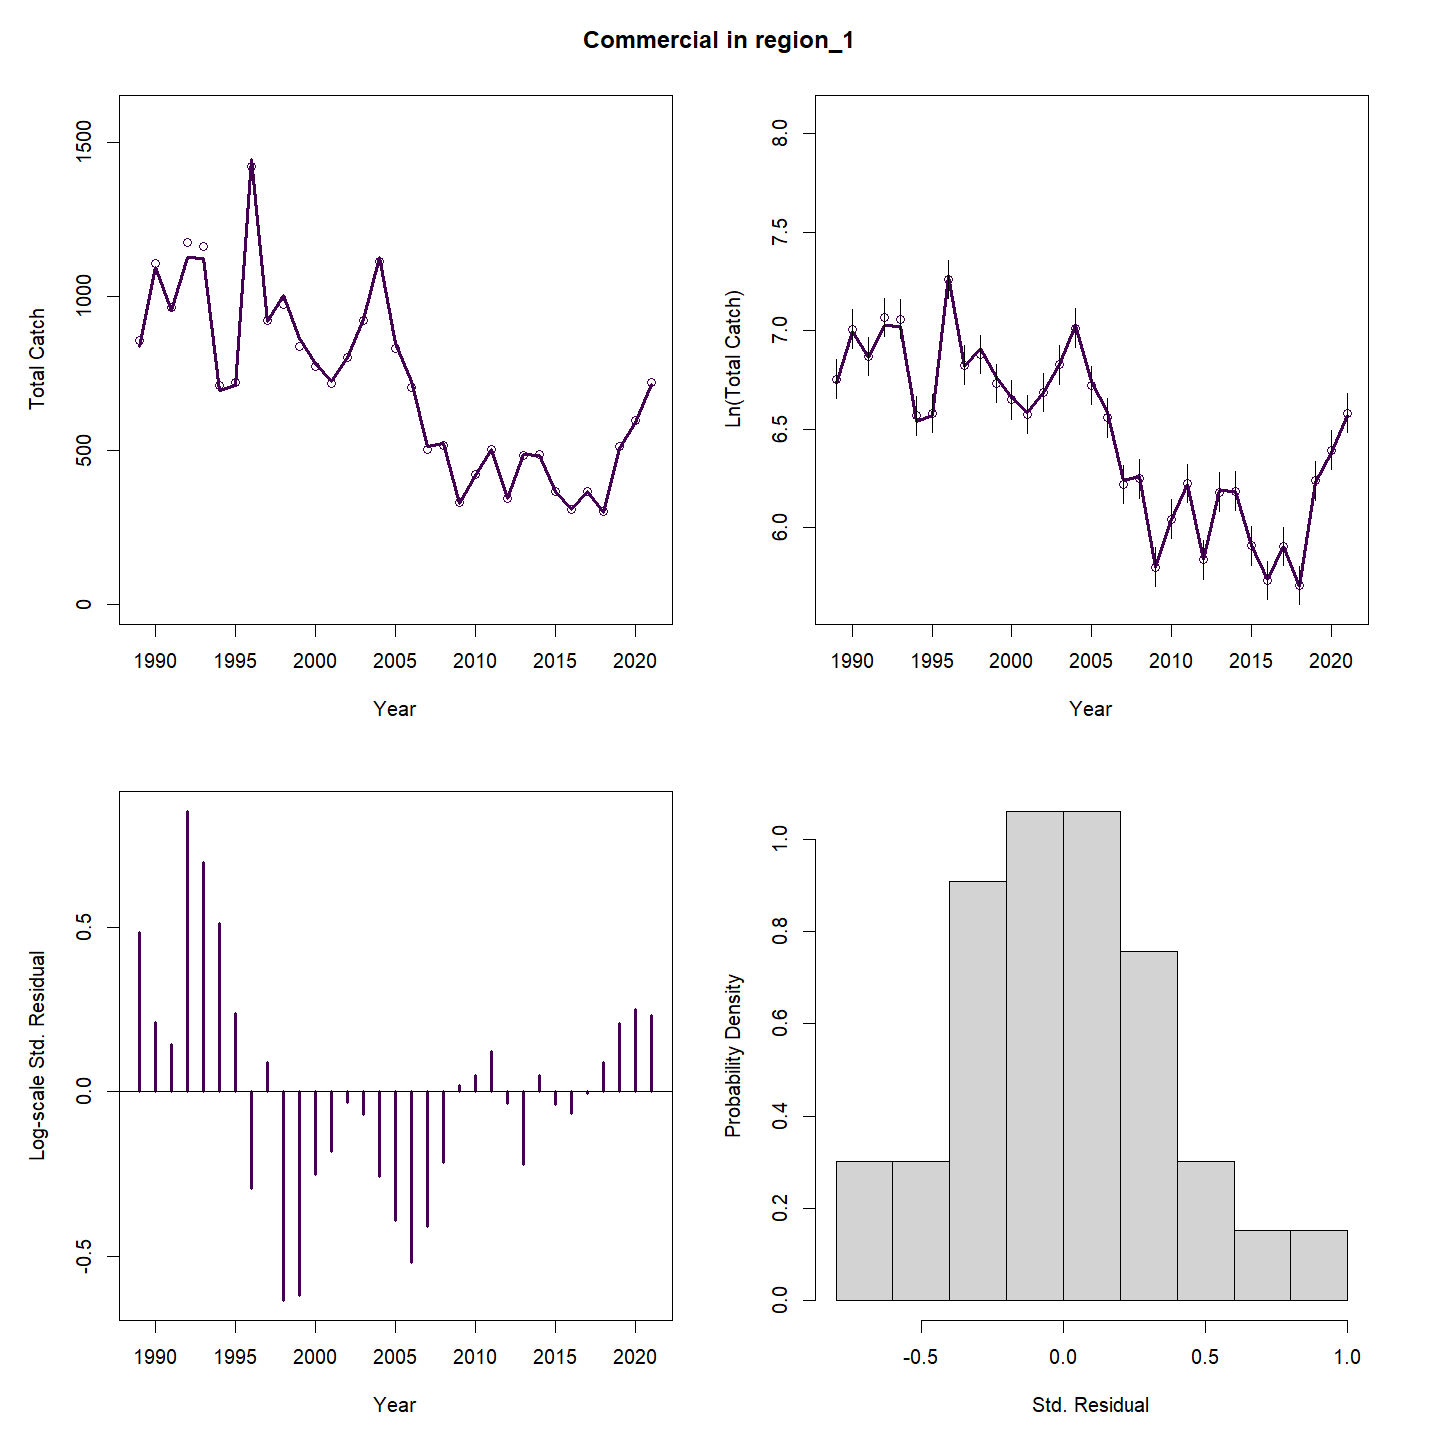 Commercial in region_1
Total Catch
1500
1000
500
0
1990 1995 2000 2005 2010 2015 2020
Year
Ln(Total Catch)
8.0
7.5
7.0
6.5
6.0
1990 1995 2000 2005 2010 2015 2020
Year
Log-scale Std. Residual
0.5
0.0
-0.5
1990 1995 2000 2005 2010 2015 2020
Year
Probability Density
1.0
0.8
0.6
0.4
0.2
0.0
-0.5 0.0 0.5 1.0
Std. Residual